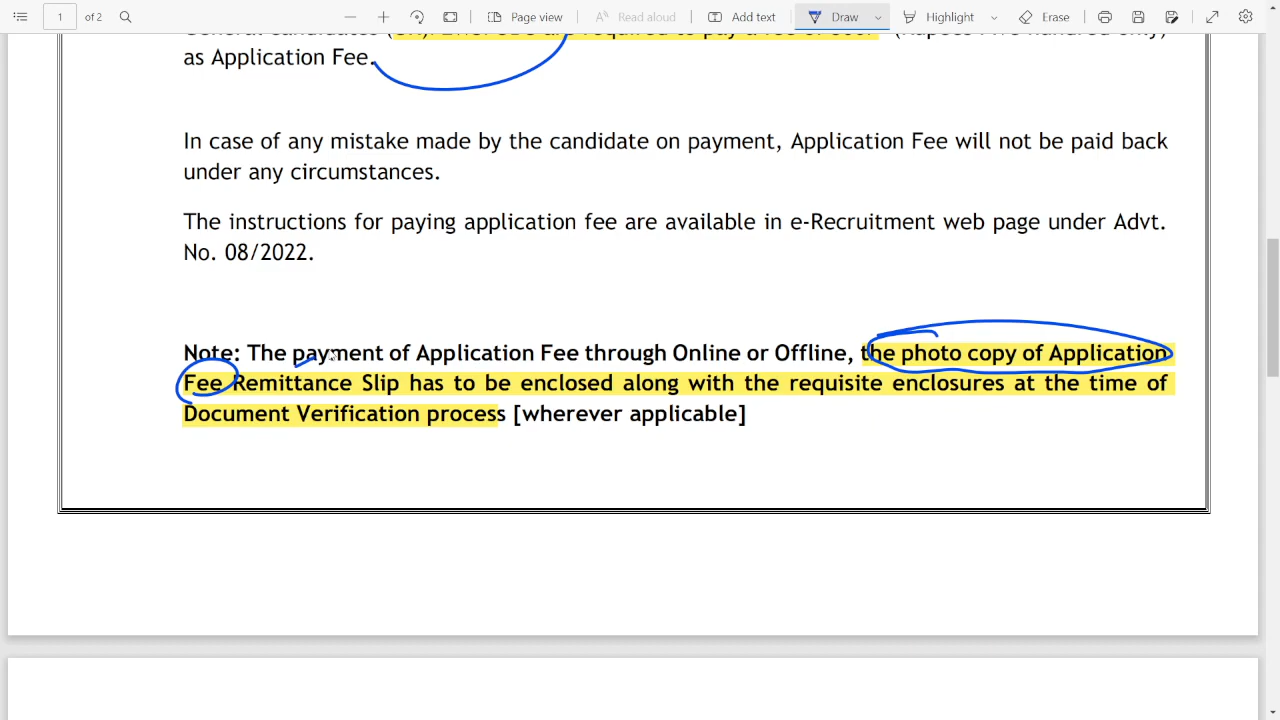 1 of 2 Page view Read aloud Add text Draw Highlight Erase
as Application Fee.
In case of any mistake made by the candidate on payment, Application Fee will not be paid back
under any circumstances.
The instructions for paying application fee are available in e-Recruitment web page under Advt.
No. 08/2022.
Note: The payment of Application Fee through Online or Offline, the photo copy of Application
Fee Remittance Slip has to be enclosed along with the requisite enclosures at the time of
Document Verification process [wherever applicable]